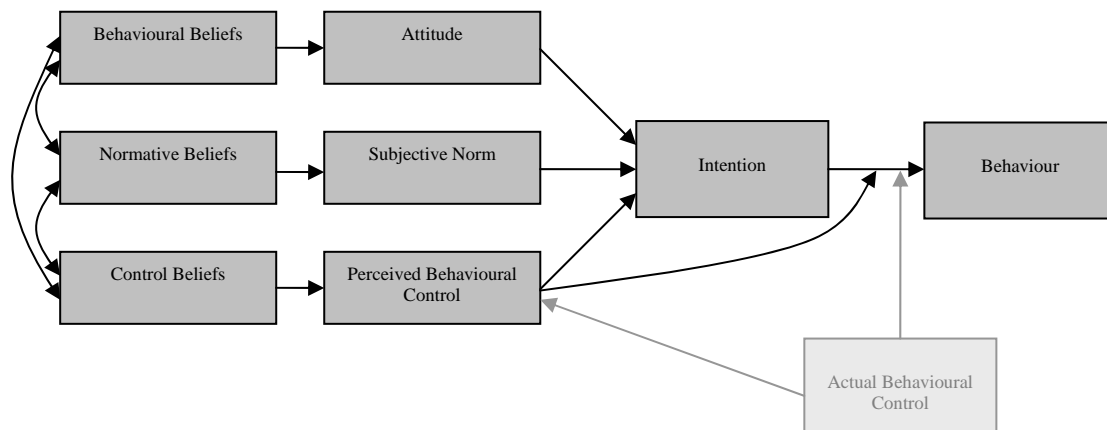 Behavioural Beliefs
Attitude
Normative Beliefs
Subjective Norm
Intention
Behaviour
Control Beliefs
Perceived Behavioural
Control
Actual Behavioural
Control